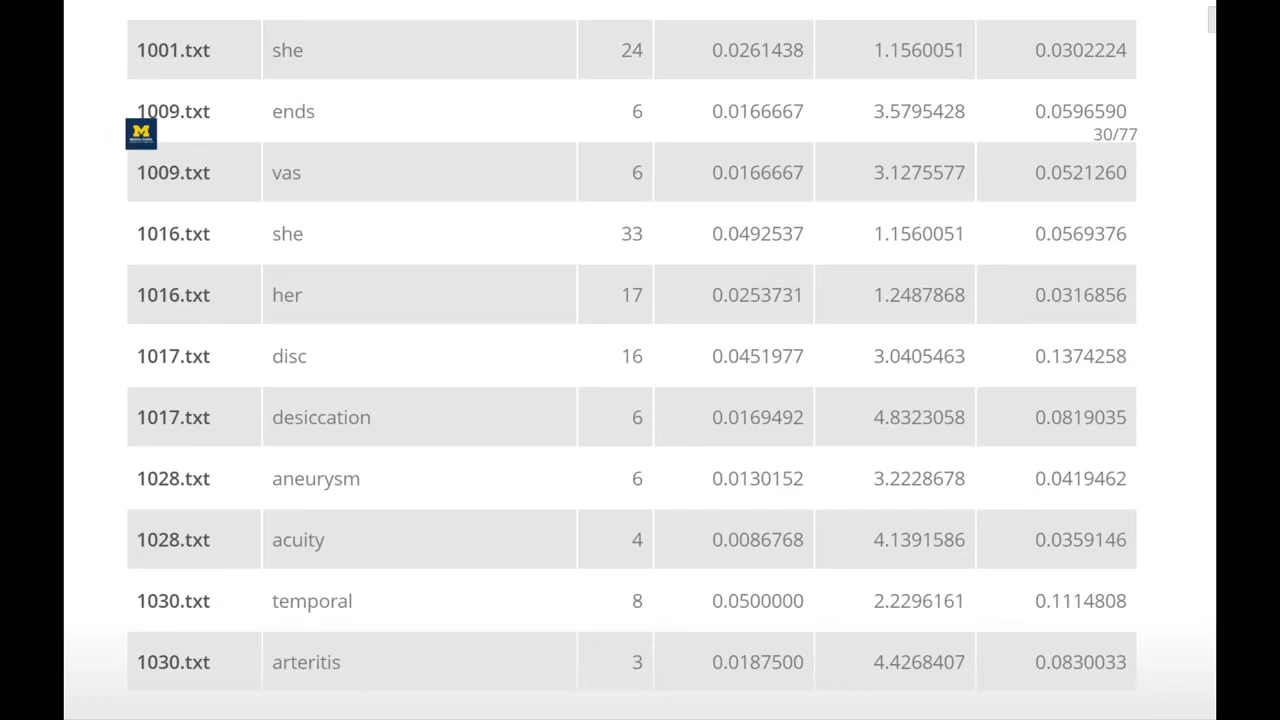 1001.txt she 24 0.0261438 1.1560051 0.0302224
1009.txt ends 6 0.0166667 3.5795428 0.0596590
M
30/77
1009.txt vas 6 0.0166667 3.1275577 0.0521260
1016.txt she 33 0.0492537 1.1560051 0.0569376
1016.txt her 17 0.0253731 1.2487868 0.0316856
1017.txt disc 16 0.0451977 3.0405463 0.1374258
1017.txt desiccation 6 0.0169492 4.8323058 0.0819035
1028.txt aneurysm 6 0.0130152 3.2228678 0.0419462
1028.txt acuity 4 0.0086768 4.1391586 0.0359146
1030.txt temporal 8 0.0500000 2.2296161 0.1114808
1030.txt arteritis 3 0.0187500 4.4268407 0.0830033